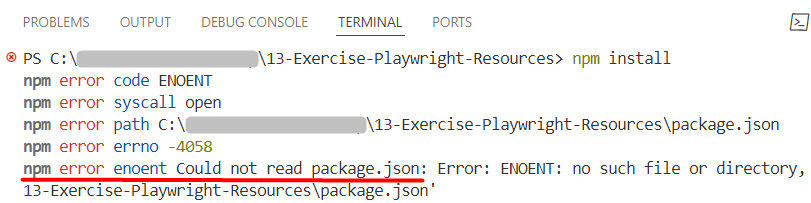 PROBLEMS OUTPUT DEBUG CONSOLE TERMINAL PORTS
PS C:\ \13-Exercise-Playwright-Resources> npm install
npm error code ENOENT
npm error syscall open
npm error path C:\ \13-Exercise-Playwright-Resources\package.json
npm error errno -4058
npm error enoent Could not read package.json: Error: ENOENT: no such file or directory,
13-Exercise-Playwright-Resources\package.json'